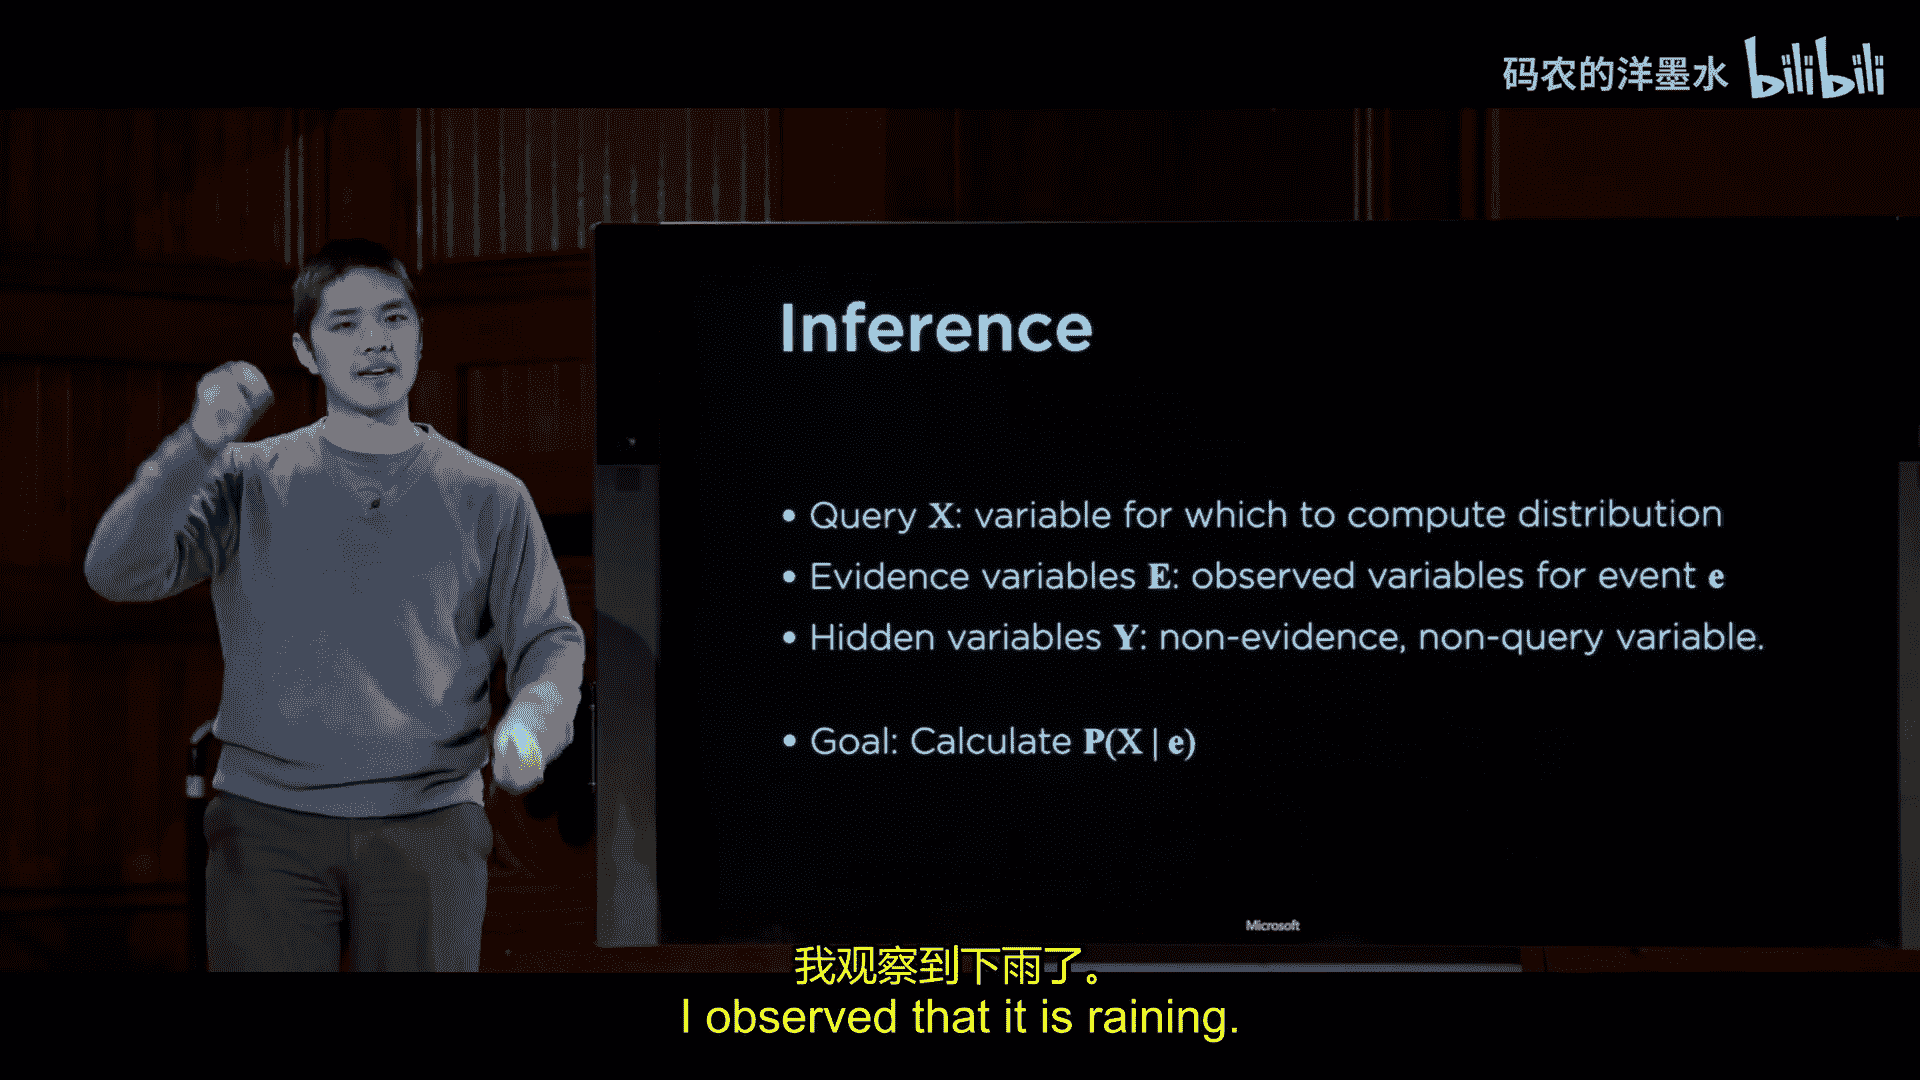 码农的洋墨水 bilibili
Inference
• Query X: variable for which to compute distribution
• Evidence variables E: observed variables for event e
• Hidden variables Y: non-evidence, non-query variable.
• Goal: Calculate P(X | e)
Microsoft
我观察到下雨了。
I observed that it is raining.